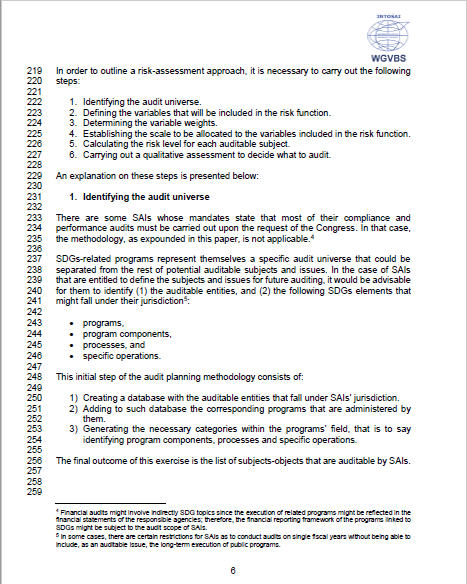 INTOSAI
WGVBS
219 In order to outline a risk-assessment approach, it is necessary to carry out the following
220 steps:
221
222 1. Identifying the audit universe.
223 2. Defining the variables that will be included in the risk function.
224 3. Determining the variable weights.
225 4. Establishing the scale to be allocated to the variables included in the risk function.
226 5. Calculating the risk level for each auditable subject.
227 6. Carrying out a qualitative assessment to decide what to audit.
228
229 An explanation on these steps is presented below:
230
231 1. Identifying the audit universe
232
233 There are some SAIs whose mandates state that most of their compliance and
234 performance audits must be carried out upon the request of the Congress. In that case,
235 the methodology, as expounded in this paper, is not applicable.4
236
237 SDGs-related programs represent themselves a specific audit universe that could be
238 separated from the rest of potential auditable subjects and issues. In the case of SAIs
239 that are entitled to define the subjects and issues for future auditing, it would be advisable
240 for them to identify (1) the auditable entities, and (2) the following SDGs elements that
241 might fall under their jurisdiction5:
242
243 • programs,
244 • program components,
245 • processes, and
246 • specific operations.
247
248 This initial step of the audit planning methodology consists of:
249
250 1) Creating a database with the auditable entities that fall under SAIs' jurisdiction.
251 2) Adding to such database the corresponding programs that are administered by
252 them.
253 3) Generating the necessary categories within the programs' field, that is to say
254 identifying program components, processes and specific operations.
255
256 The final outcome of this exercise is the list of subjects-objects that are auditable by SAIs.
257
258
259
4 Financial audits might involve indirectly SDG topics since the execution of related programs might be reflected in the
financial statements of the responsible agencies; therefore, the financial reporting framework of the programs linked to
SDGs might be subject to the audit scope of SAIs.
5 In some cases, there are certain restrictions for SAIs as to conduct audits on single fiscal years without being able to
include, as an auditable issue, the long-term execution of public programs.
6